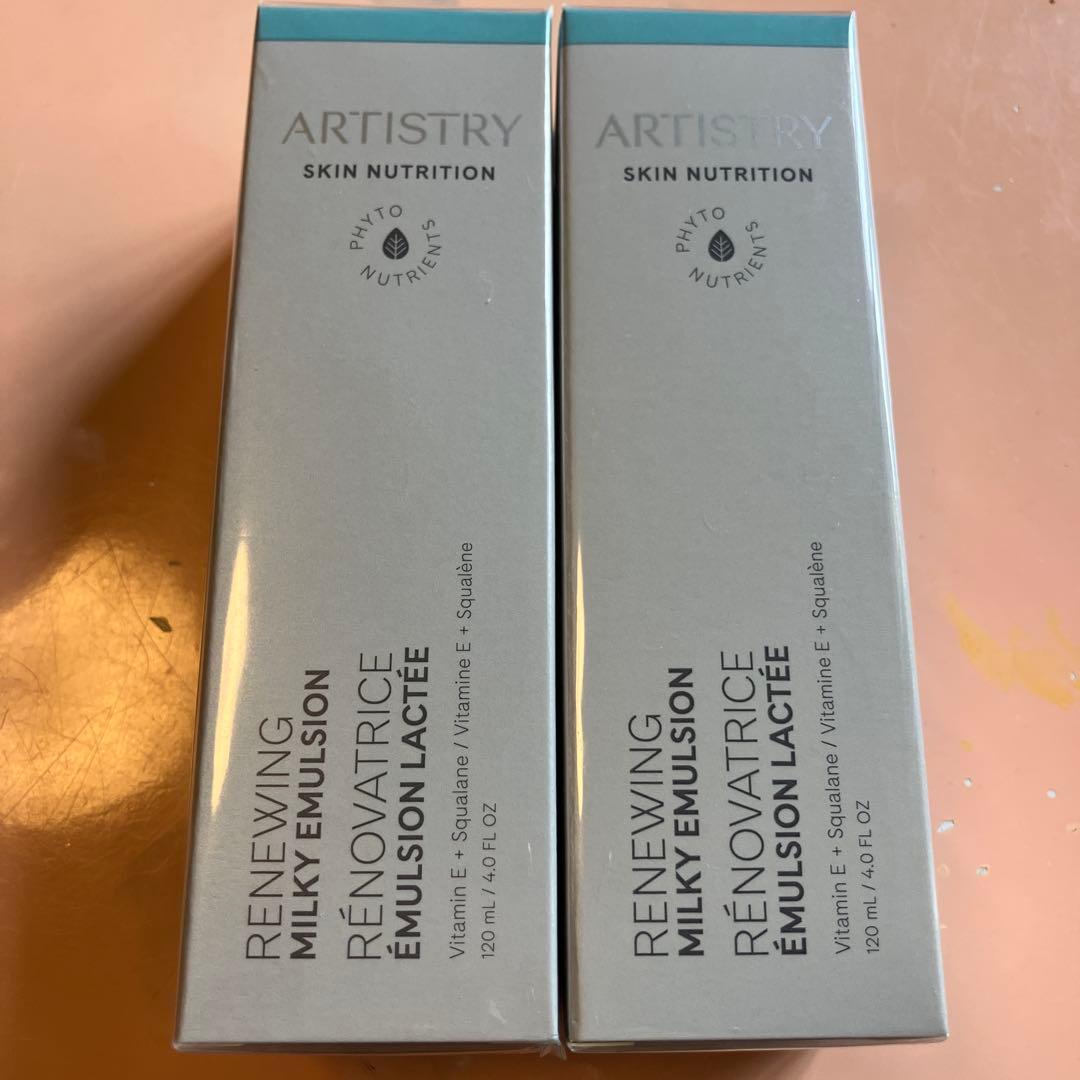 ARTISTRY
SKIN NUTRITION
PHYTO
NUTRIENTS
RENEWING
MILKY EMULSION
RÉNOVATRICE
ÉMULSION LACTÉE
Vitamin E + Squalane / Vitamine E + Squalène
120 mL / 4.0 FL OZ
ARTISTRY
SKIN NUTRITION
PHYTO
NUTRIENTS
RENEWING
MILKY EMULSION
RÉNOVATRICE
ÉMULSION LACTÉE
Vitamin E + Squalane / Vitamine E + Squalène
120 mL / 4.0 FL OZ